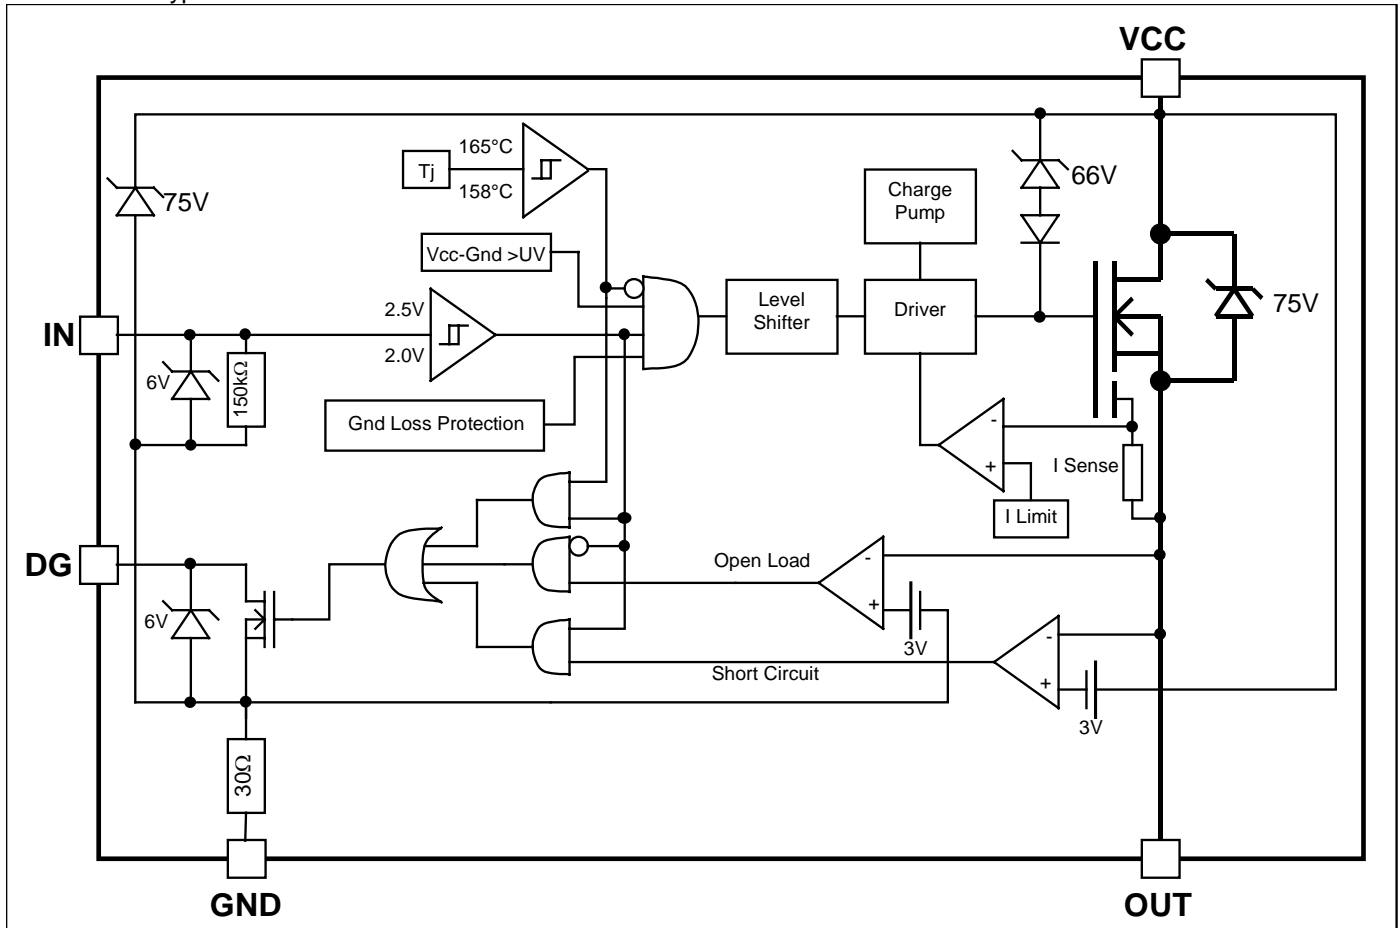 VCC
165°C
Tj
158°C
75V
66V
Charge
Pump
Vcc-Gnd >UV
2.5V
Level
Shifter
Driver
75V
IN
2.0V
6V
150kΩ
Gnd Loss Protection
-
+
I Sense
I Limit
DG
Open Load
-
+
3V
6V
-
+
Short Circuit
3V
30Ω
GND
OUT